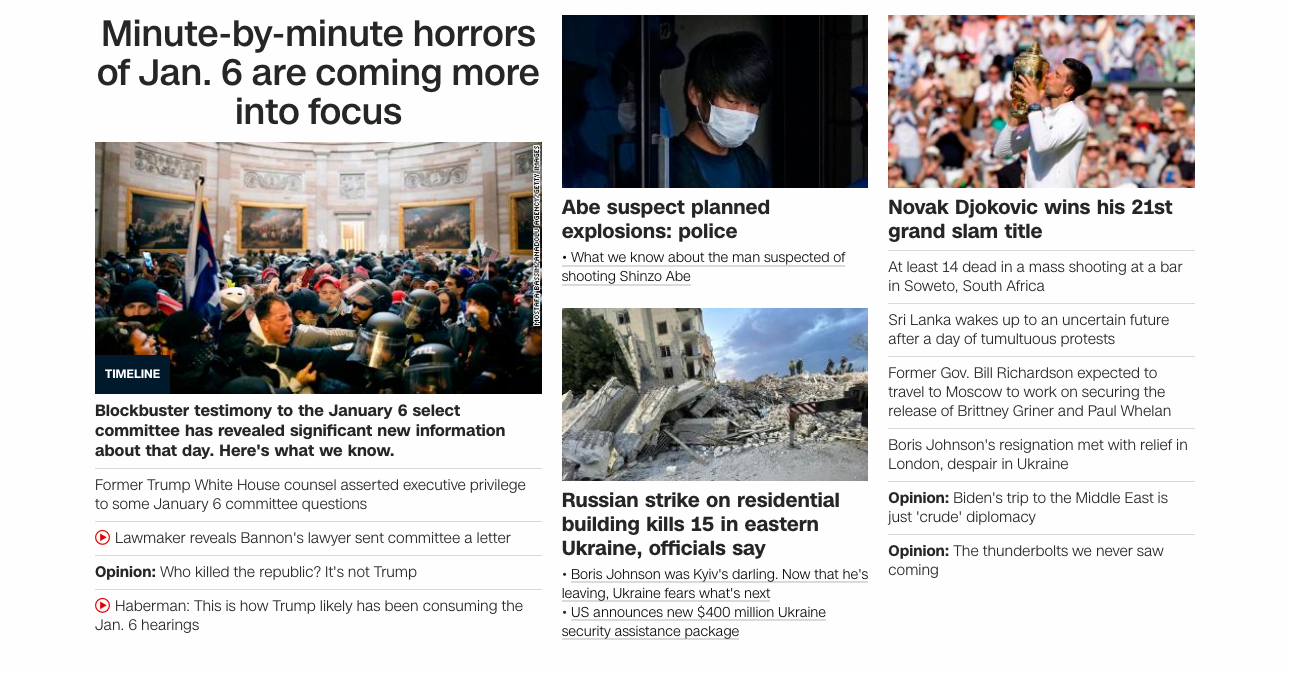 Minute-by-minute horrors
of Jan. 6 are coming more
into focus
MOSTAFA BASSIM/ANADOLU AGENCY/GETTY IMAGES
TIMELINE
Blockbuster testimony to the January 6 select
committee has revealed significant new information
about that day. Here's what we know.
Former Trump White House counsel asserted executive privilege
to some January 6 committee questions
Lawmaker reveals Bannon's lawyer sent committee a letter
Opinion: Who killed the republic? It's not Trump
Haberman: This is how Trump likely has been consuming the
Jan. 6 hearings
Abe suspect planned
explosions: police
• What we know about the man suspected of
shooting Shinzo Abe
Russian strike on residential
building kills 15 in eastern
Ukraine, officials say
• Boris Johnson was Kyiv's darling. Now that he's
leaving, Ukraine fears what's next
• US announces new $400 million Ukraine
security assistance package
Novak Djokovic wins his 21st
grand slam title
At least 14 dead in a mass shooting at a bar
in Soweto, South Africa
Sri Lanka wakes up to an uncertain future
after a day of tumultuous protests
Former Gov. Bill Richardson expected to
travel to Moscow to work on securing the
release of Brittney Griner and Paul Whelan
Boris Johnson's resignation met with relief in
London, despair in Ukraine
Opinion: Biden's trip to the Middle East is
just 'crude' diplomacy
Opinion: The thunderbolts we never saw
coming